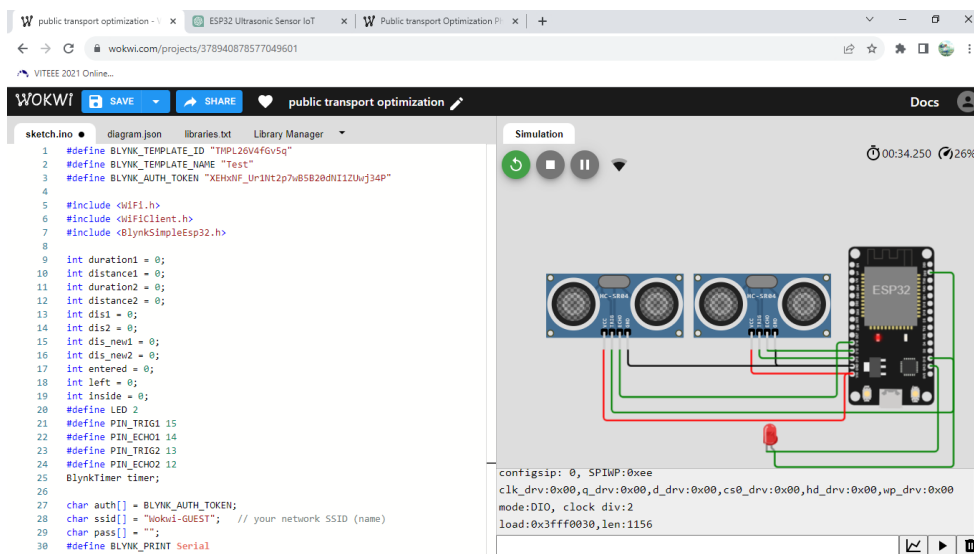 public transport optimization - V
ESP32 Ultrasonic Sensor IoT
Public transport Optimization Ph
wokwi.com/projects/378940878577049601
VITEEE 2021 Online...
WOKWI
SAVE
SHARE
public transport optimization
Docs
sketch.ino
diagram.json
libraries.txt
Library Manager
Simulation
1 #define BLYNK_TEMPLATE_ID "TMPL26V4fGv5q"
2 #define BLYNK_TEMPLATE_NAME "Test"
3 #define BLYNK_AUTH_TOKEN "XEHxNF_Ur1Nt2p7wB5B20dNI1ZUwj34P"
4
5 #include <WiFi.h>
6 #include <WiFiClient.h>
7 #include <BlynkSimpleEsp32.h>
8
9 int duration1 = 0;
10 int distance1 = 0;
11 int duration2 = 0;
12 int distance2 = 0;
13 int dis1 = 0;
14 int dis2 = 0;
15 int dis_new1 = 0;
16 int dis_new2 = 0;
17 int entered = 0;
18 int left = 0;
19 int inside = 0;
20 #define LED 2
21 #define PIN_TRIG1 15
22 #define PIN_ECHO1 14
23 #define PIN_TRIG2 13
24 #define PIN_ECHO2 12
25 BlynkTimer timer;
26
27 char auth[] = BLYNK_AUTH_TOKEN;
28 char ssid[] = "Wokwi-GUEST"; // your network SSID (name)
29 char pass[] = "";
30 #define BLYNK_PRINT Serial
00:34.250
26%
HC-SR04
VCC
TRIG
ECHO
GND
HC-SR04
VCC
TRIG
ECHO
GND
ESP32
configsip: 0, SPIWP:0xee
clk_drv:0x00,q_drv:0x00,d_drv:0x00,cs0_drv:0x00,hd_drv:0x00,wp_drv:0x00
mode:DIO, clock div:2
load:0x3fff0030,len:1156